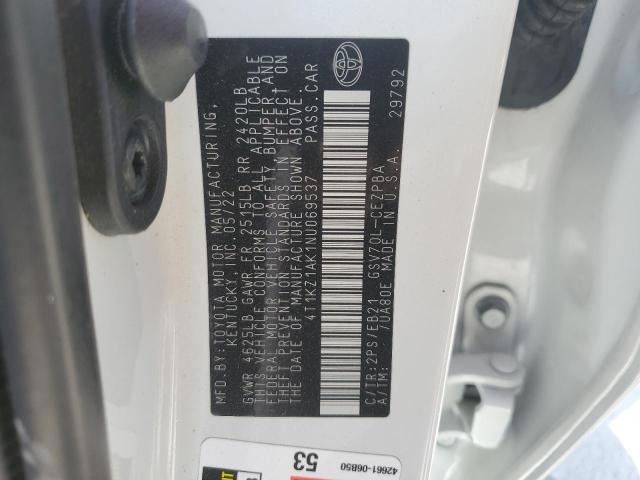 MFD.BY:TOYOTA MOTOR MANUFACTURING,
KENTUCKY, INC.05/22
GVWR 4625LB GAWR FR 2515LB RR 2420LB
THIS VEHICLE CONFORMS TO ALL APPLICABLE
FEDERAL MOTOR VEHICLE SAFETY, BUMPER, AND
THEFT PREVENTION STANDARDS IN EFFECT ON
THE DATE OF MANUFACTURE SHOWN ABOVE.
4T1KZ1AK1NU069537 PASS.CAR
C/TR:2PS/EB21 GSV70L-CEZPBA
A/TM: /UA80E MADE IN U.S.A. 29792
53
42661-06B50